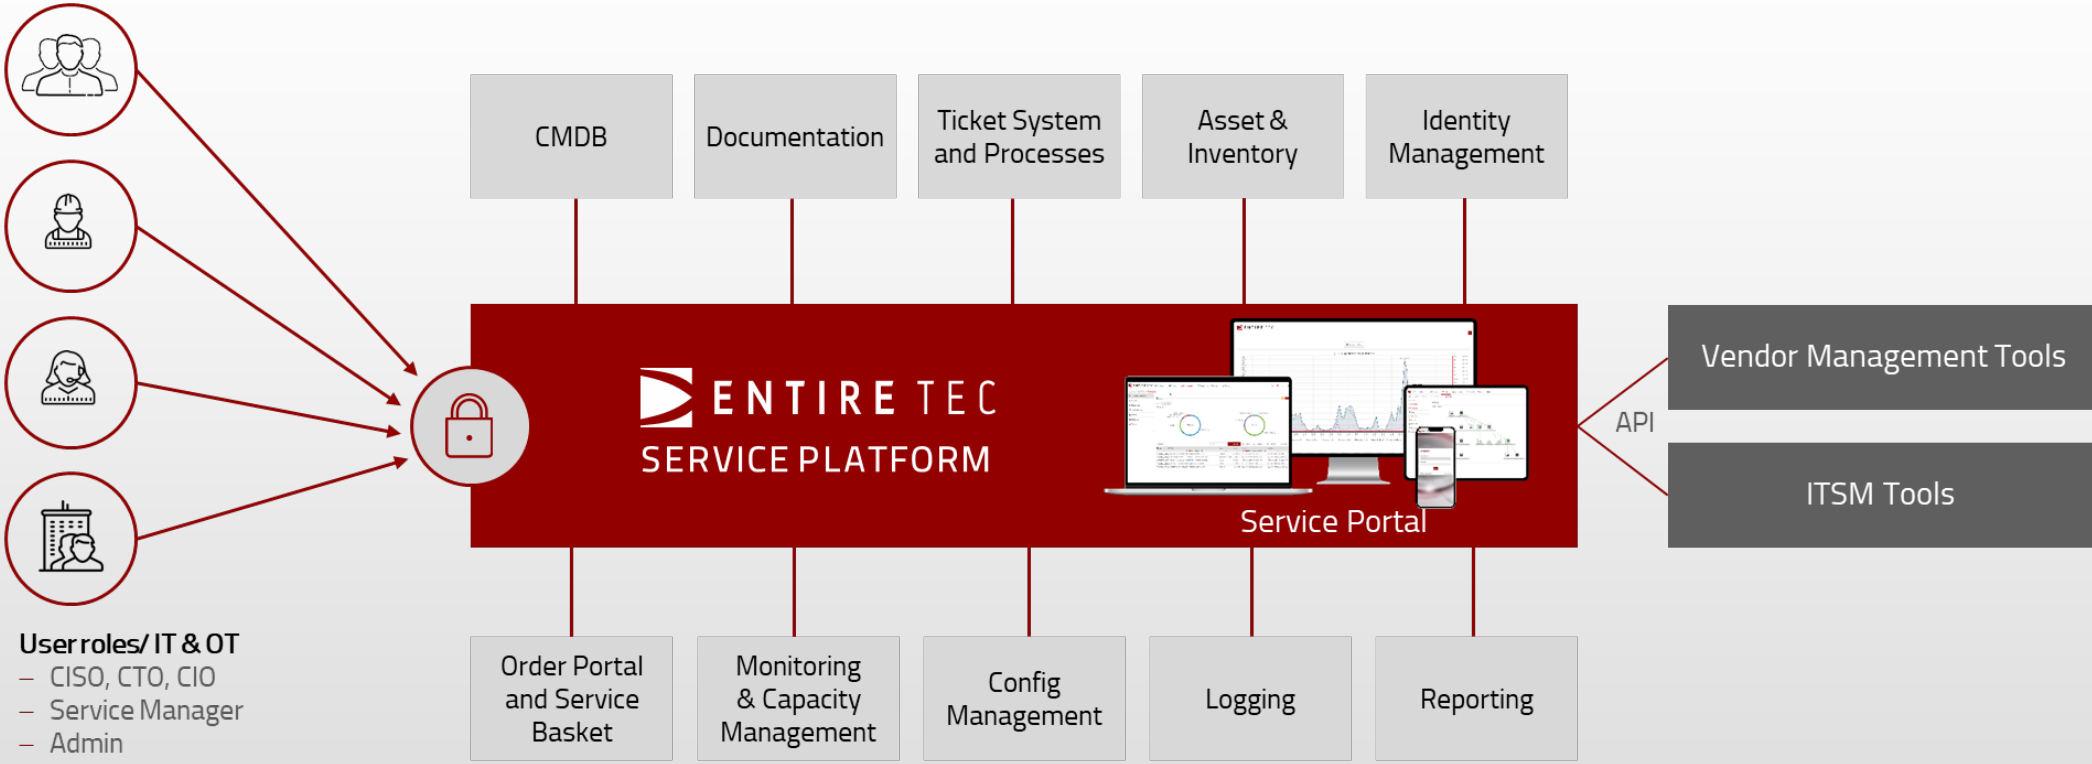 CMDB
Documentation
Ticket System
and Processes
Asset &
Inventory
Identity
Management
ENTIRE TEC
SERVICE PLATFORM
Service Portal
API
Vendor Management Tools
ITSM Tools
User roles/ IT & OT
– CISO, CTO, CIO
– Service Manager
– Admin
Order Portal
and Service
Basket
Monitoring
& Capacity
Management
Config
Management
Logging
Reporting